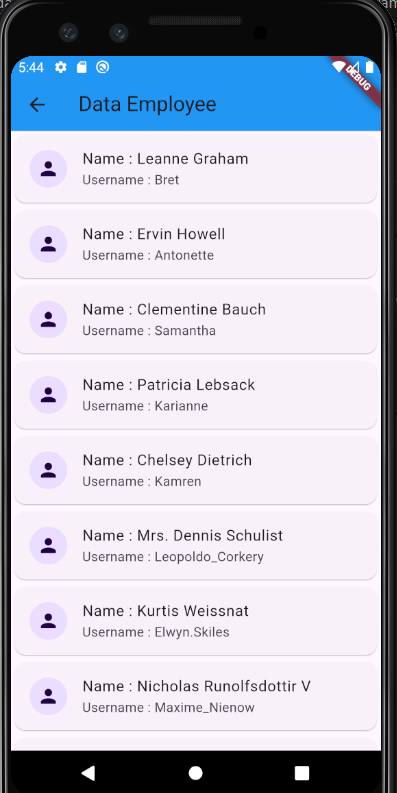 5:44
DEBUG
Data Employee
Name : Leanne Graham
Username : Bret
Name : Ervin Howell
Username : Antonette
Name : Clementine Bauch
Username : Samantha
Name : Patricia Lebsack
Username : Karianne
Name : Chelsey Dietrich
Username : Kamren
Name : Mrs. Dennis Schulist
Username : Leopoldo_Corkery
Name : Kurtis Weissnat
Username : Elwyn.Skiles
Name : Nicholas Runolfsdottir V
Username : Maxime_Nienow